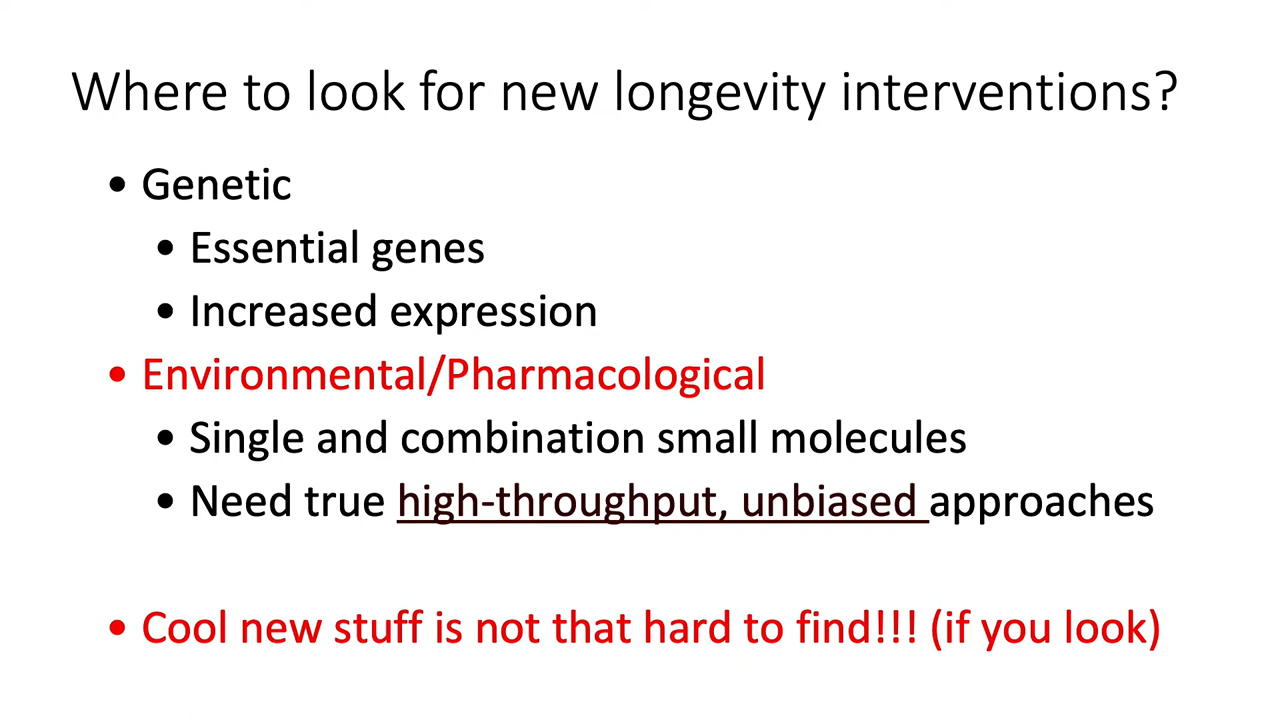 Where to look for new longevity interventions?
• Genetic
• Essential genes
• Increased expression
• Environmental/Pharmacological
• Single and combination small molecules
• Need true high-throughput, unbiased approaches
• Cool new stuff is not that hard to find!!! (if you look)